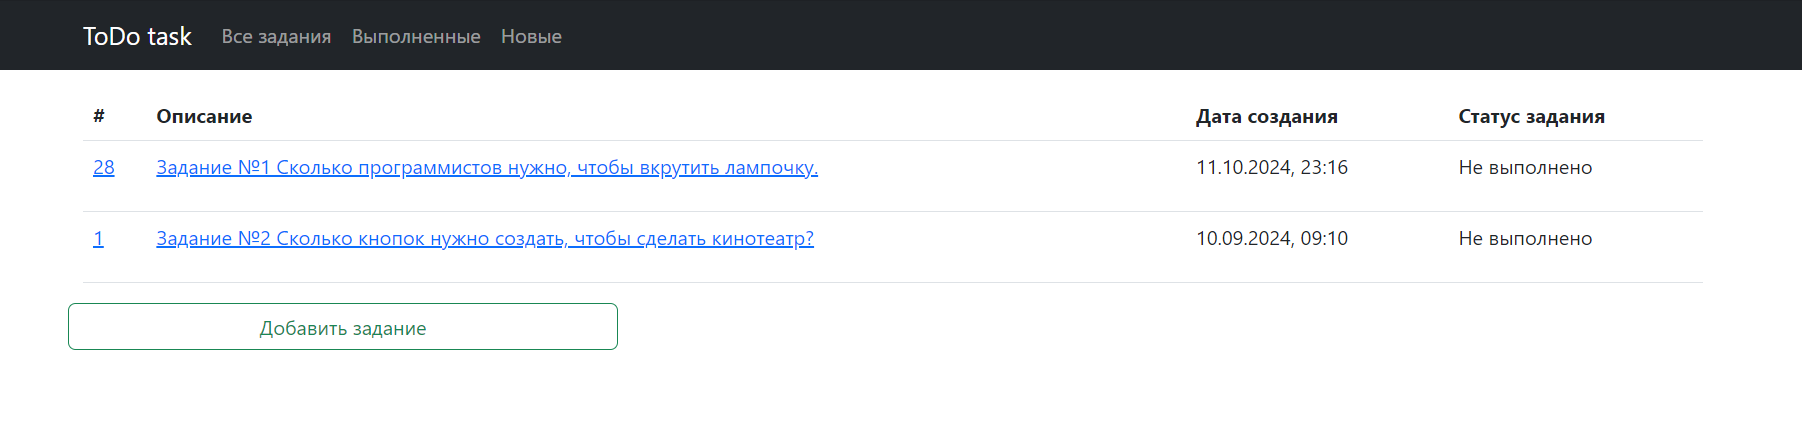 ToDo task Все задания Выполненные Новые
# Описание Дата создания Статус задания
28 Задание №1 Сколько программистов нужно, чтобы вкрутить лампочку. 11.10.2024, 23:16 Не выполнено
1 Задание №2 Сколько кнопок нужно создать, чтобы сделать кинотеатр? 10.09.2024, 09:10 Не выполнено
Добавить задание